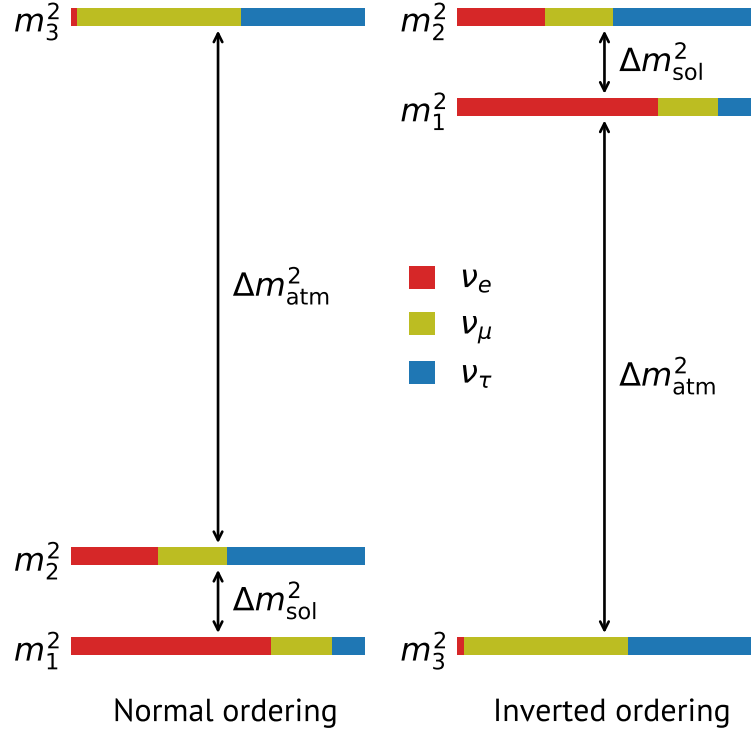 m₃²
Δm²atm
m₂²
Δm²sol
m₁²
Normal ordering
m₂²
Δm²sol
m₁²
νe
νμ
ντ
Δm²atm
m₃²
Inverted ordering